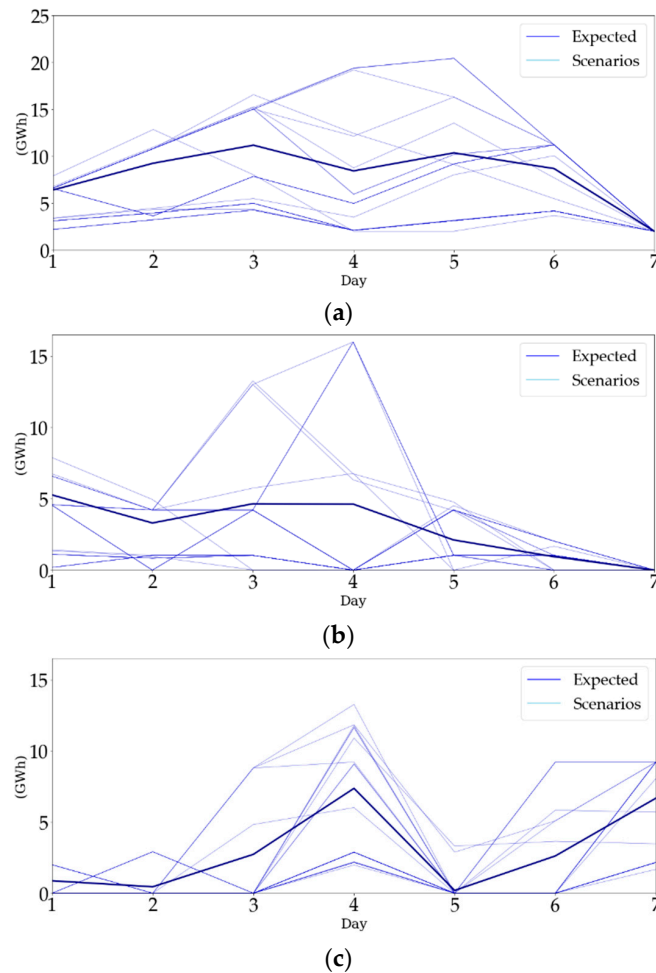 25
20
15
10
5
0
(GWh)
Expected
Scenarios
1 2 3 4 5 6 7
Day
(a)
15
10
5
0
(GWh)
Expected
Scenarios
1 2 3 4 5 6 7
Day
(b)
15
10
5
0
(GWh)
Expected
Scenarios
1 2 3 4 5 6 7
Day
(c)